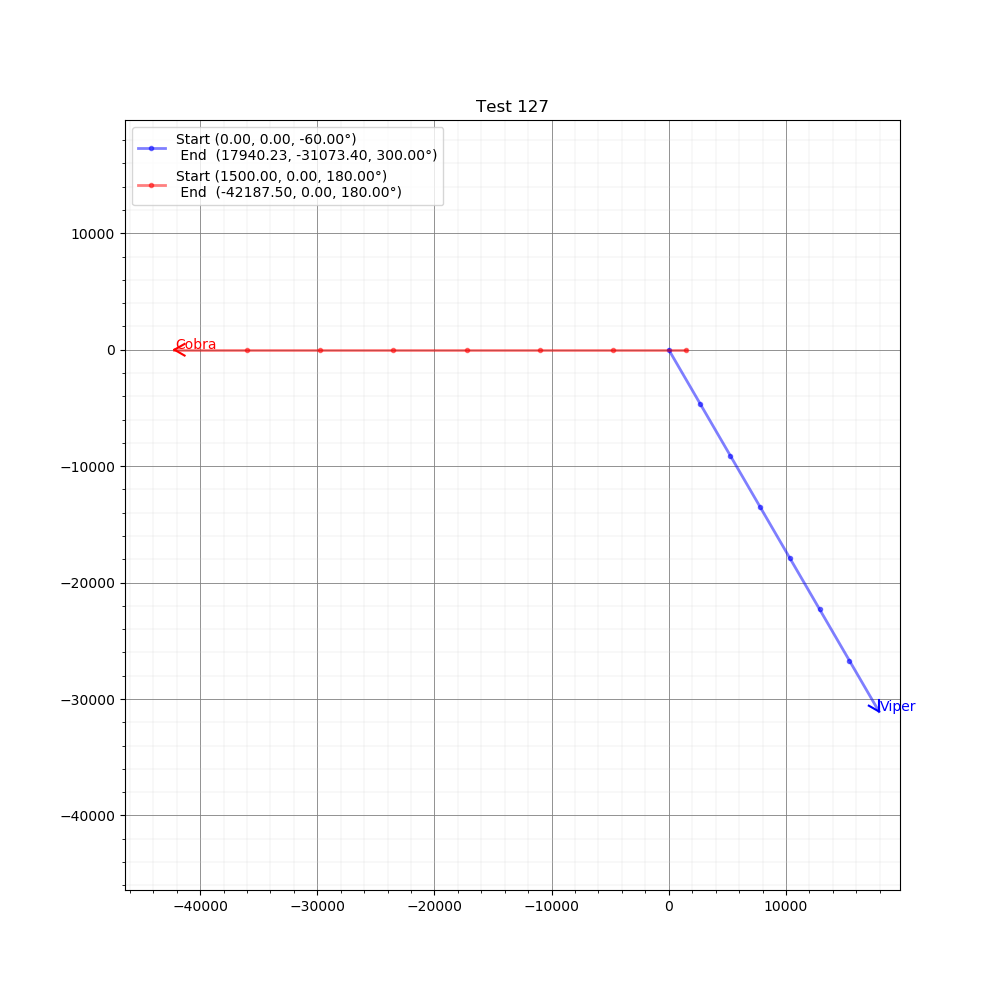 Test 127
Start (0.00, 0.00, -60.00°)
End  (17940.23, -31073.40, 300.00°)
Start (1500.00, 0.00, 180.00°)
End  (-42187.50, 0.00, 180.00°)
10000
0
−10000
−20000
−30000
−40000
Cobra
Viper
−40000
−30000
−20000
−10000
0
10000